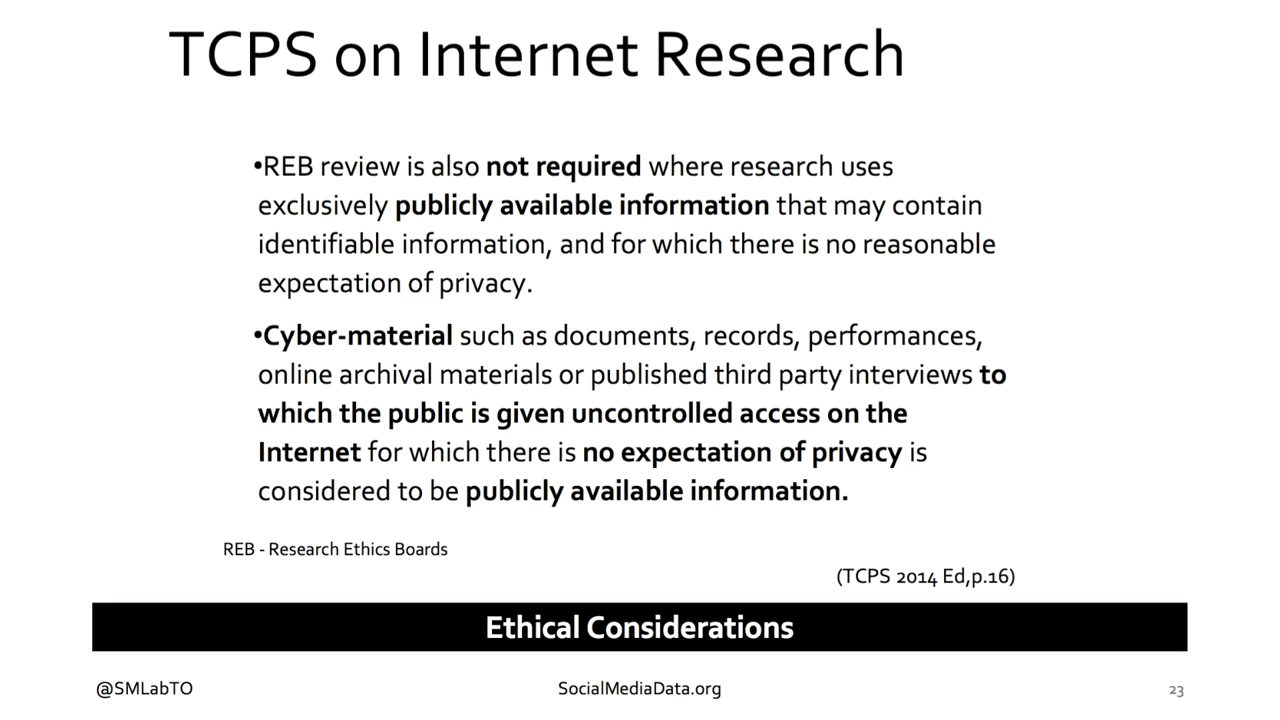 TCPS on Internet Research
•REB review is also not required where research uses
exclusively publicly available information that may contain
identifiable information, and for which there is no reasonable
expectation of privacy.
•Cyber-material such as documents, records, performances,
online archival materials or published third party interviews to
which the public is given uncontrolled access on the
Internet for which there is no expectation of privacy is
considered to be publicly available information.
REB - Research Ethics Boards
(TCPS 2014 Ed,p.16)
Ethical Considerations
@SMLabTO
SocialMediaData.org
23